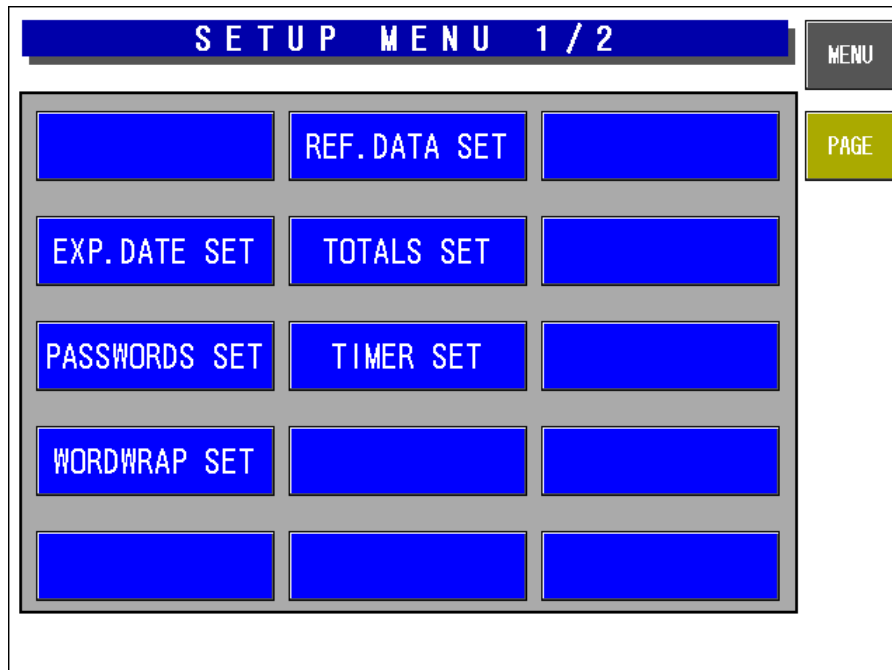 SETUP MENU 1/2
MENU
REF.DATA SET
PAGE
EXP.DATE SET
TOTALS SET
PASSWORDS SET
TIMER SET
WORDWRAP SET